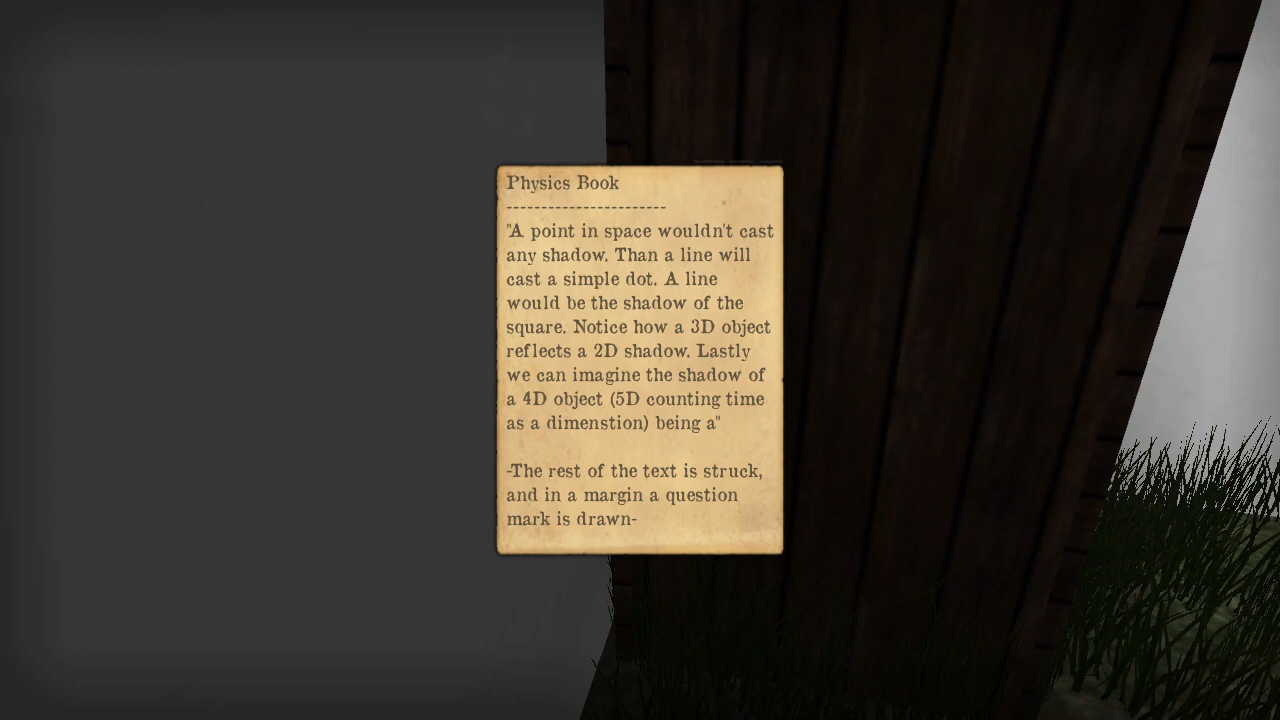 Physics Book
-----------------------
"A point in space wouldn't cast
any shadow. Than a line will
cast a simple dot. A line
would be the shadow of the
square. Notice how a 3D object
reflects a 2D shadow. Lastly
we can imagine the shadow of
a 4D object (5D counting time
as a dimenstion) being a"
-The rest of the text is struck,
and in a margin a question
mark is drawn-